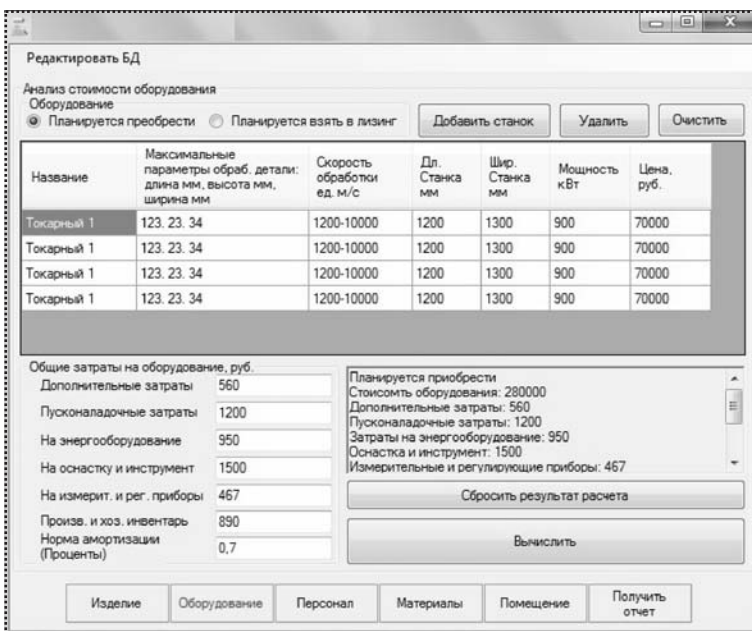 Редактировать БД
Анализ стоимости оборудования
Оборудование
Планируется преобрести Планируется взять в лизинг Добавить станок Удалить Очистить
Название Максимальные параметры обраб. детали: длина мм, высота мм, ширина мм Скорость обработки ед. м/с Дл. Станка мм Шир. Станка мм Мощность кВт Цена, руб.
Токарный 1 123. 23. 34 1200-10000 1200 1300 900 70000
Токарный 1 123. 23. 34 1200-10000 1200 1300 900 70000
Токарный 1 123. 23. 34 1200-10000 1200 1300 900 70000
Токарный 1 123. 23. 34 1200-10000 1200 1300 900 70000
Общие затраты на оборудование, руб.
Дополнительные затраты 560
Пусконаладочные затраты 1200
На энергооборудование 950
На оснастку и инструмент 1500
На измерит. и рег. приборы 467
Произв. и хоз. инвентарь 890
Норма амортизации
(Проценты) 0,7
Планируется приобрести
Стоисомть оборудования: 280000
Дополнительные затраты: 560
Пусконаладочные затраты: 1200
Затраты на энергооборудование: 950
Оснастка и инструмент: 1500
Измерительные и регулирующие приборы: 467
Сбросить результат расчета
Вычислить
Изделие Оборудование Персонал Материалы Помещение Получить отчет